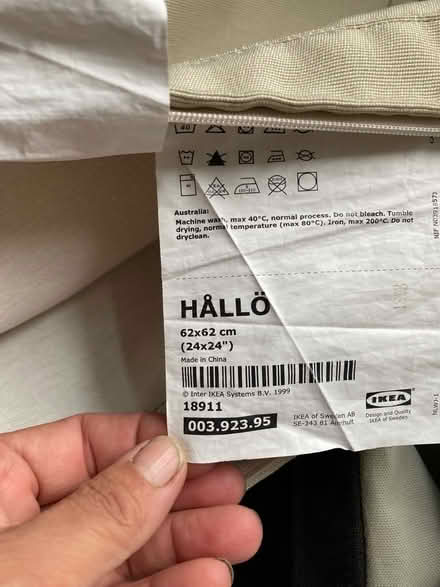 40
Australia:
Machine wash, max 40°C, normal process. Do not bleach. Tumble
drying, normal temperature (max 80°C). Iron, max 200°C. Do not
dryclean.
HÅLLÖ
62x62 cm
(24x24")
Made in China
© Inter IKEA Systems B.V. 1999
18911
003.923.95
IKEA of Sweden AB
SE-343 81 Älmhult
IKEA
Design and Quality
IKEA of Sweden